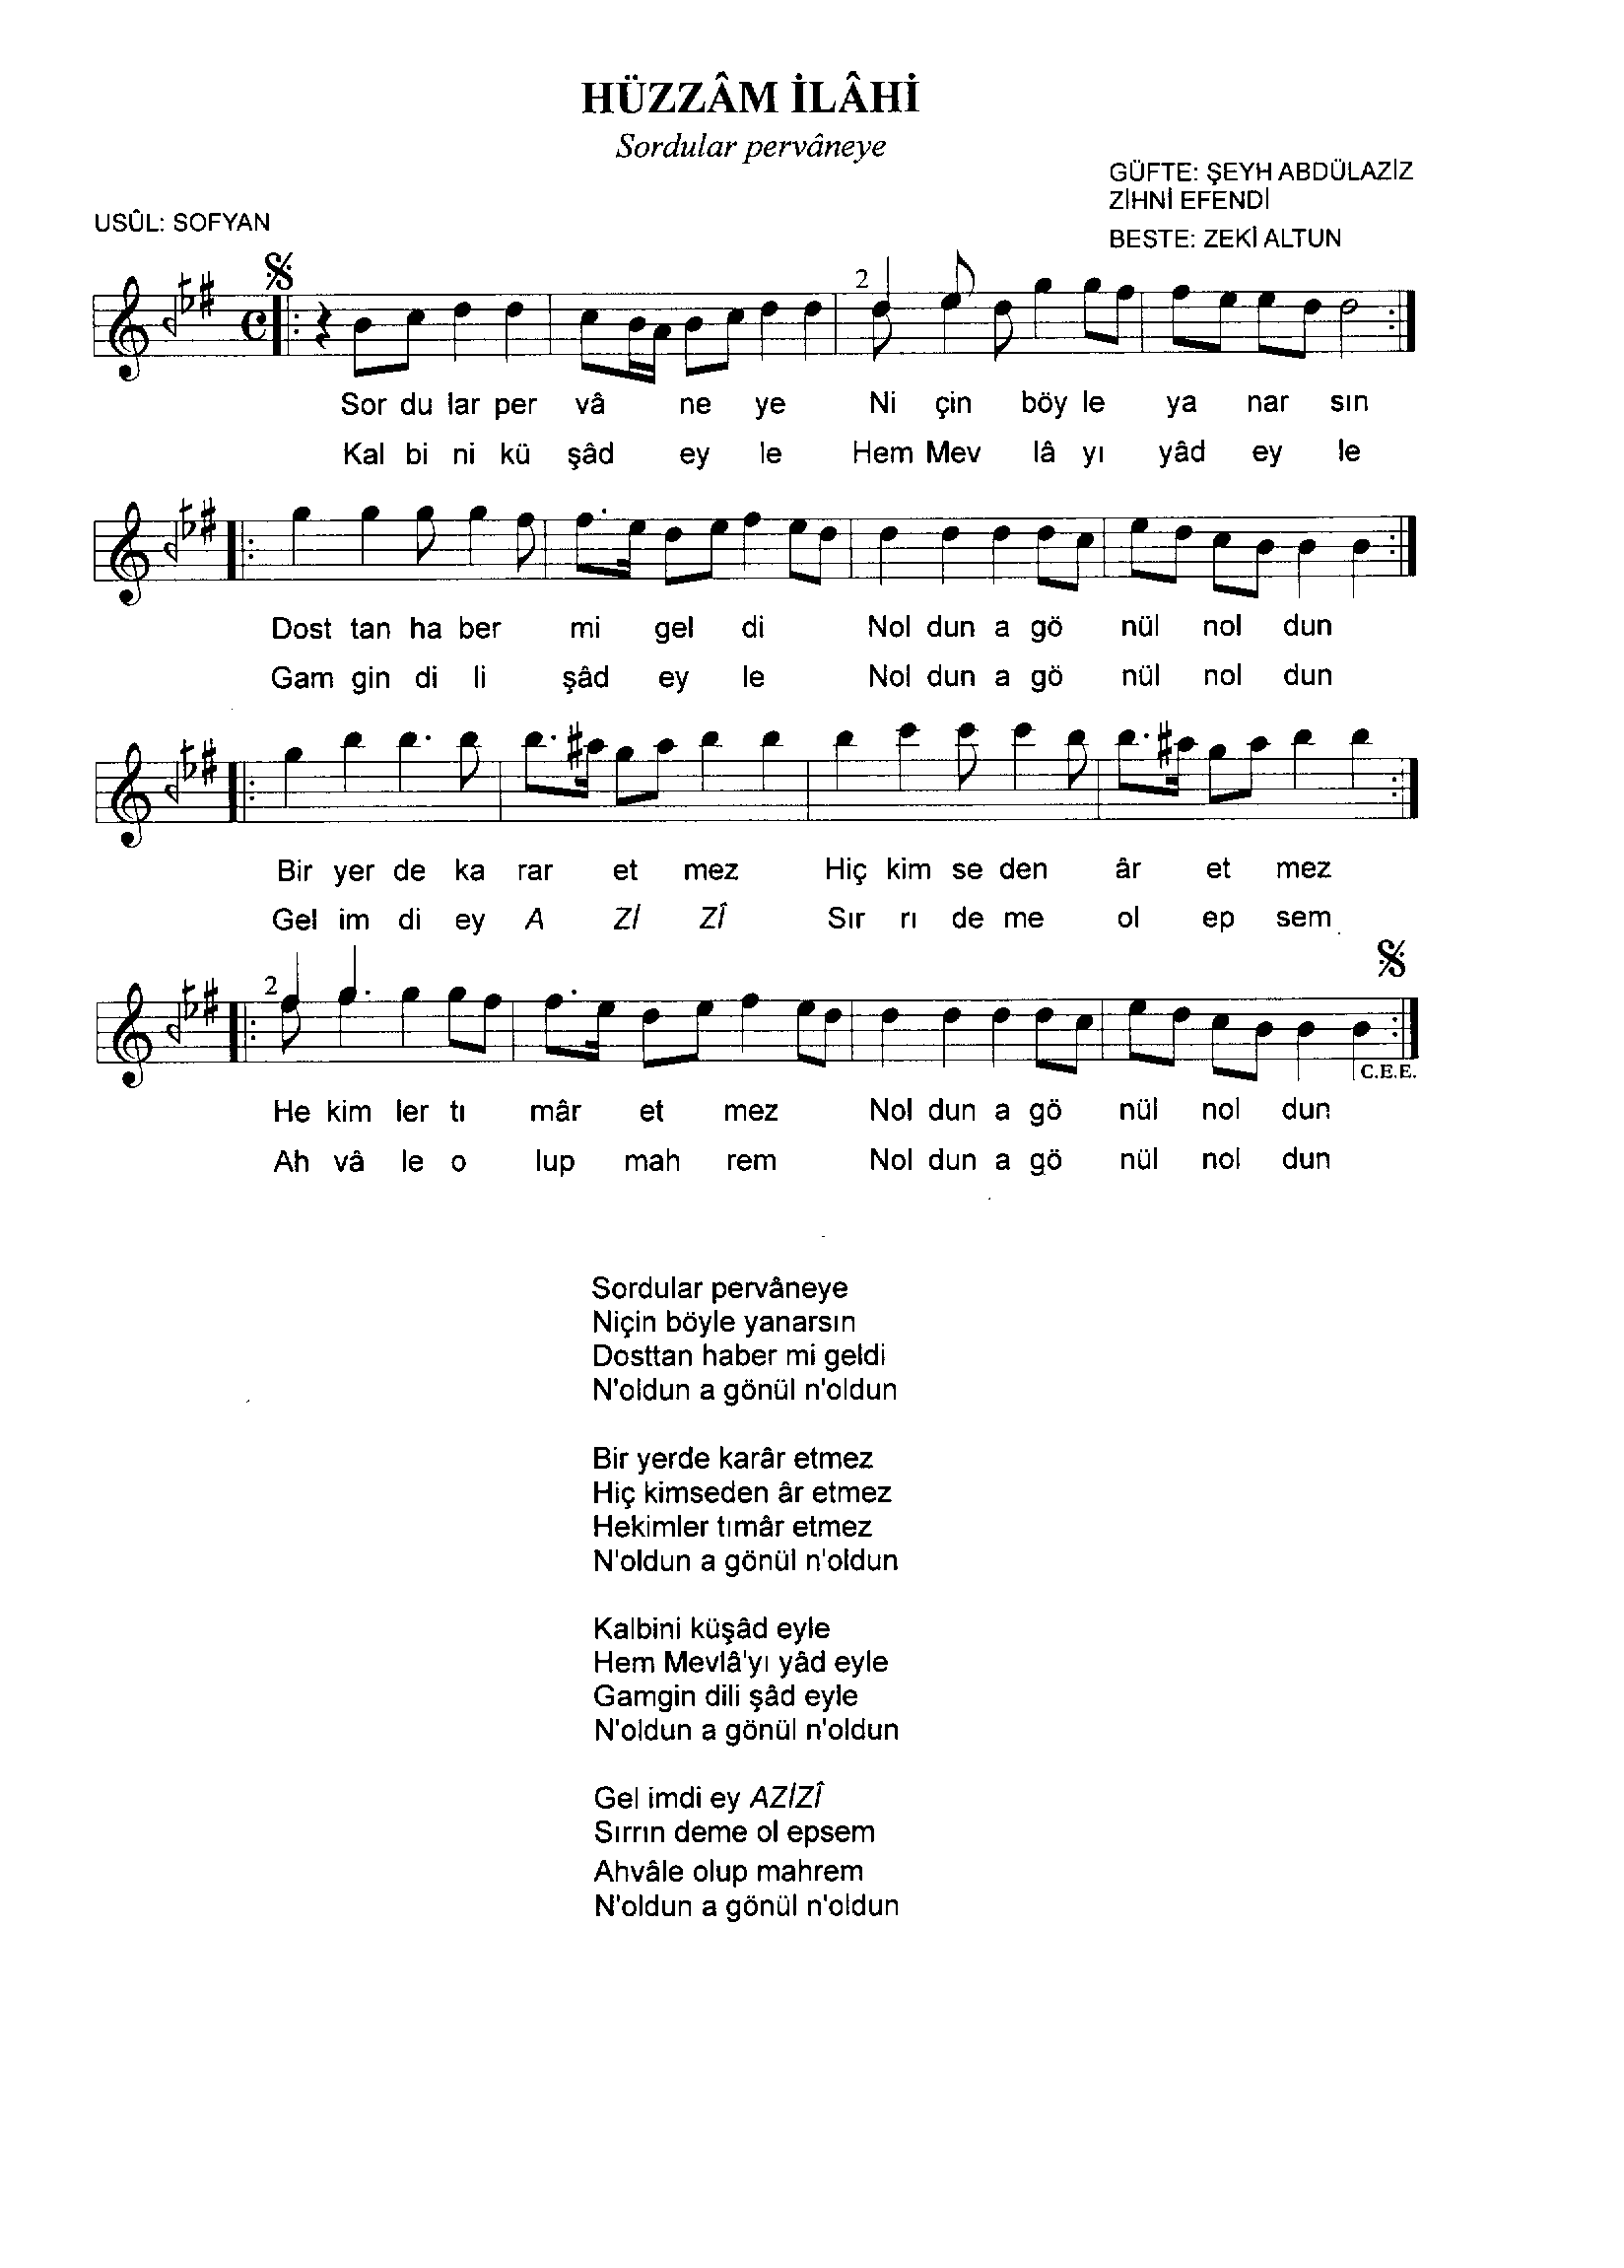 HÜZZÂM İLÂHİ
Sordular pervâneye
GÜFTE: ŞEYH ABDÜLAZİZ
ZİHNİ EFENDİ
USÛL: SOFYAN
BESTE: ZEKİ ALTUN
2
Sor du lar per vâ ne ye Ni çin böy le ya nar sın
Kal bi ni kü şâd ey le Hem Mev lâ yı yâd ey le
Dost tan ha ber mi gel di Nol dun a gö nül nol dun
Gam gin di li şâd ey le Nol dun a gö nül nol dun
Bir yer de ka rar et mez Hiç kim se den âr et mez
Gel im di ey A Zİ ZÎ Sır rı de me ol ep sem
2
C.E.E.
He kim ler tı mâr et mez Nol dun a gö nül nol dun
Ah vâ le o lup mah rem Nol dun a gö nül nol dun
Sordular pervâneye
Niçin böyle yanarsın
Dosttan haber mi geldi
N'oldun a gönül n'oldun
Bir yerde karâr etmez
Hiç kimseden âr etmez
Hekimler tımâr etmez
N'oldun a gönül n'oldun
Kalbini küşâd eyle
Hem Mevlâ'yı yâd eyle
Gamgin dili şâd eyle
N'oldun a gönül n'oldun
Gel imdi ey AZİZÎ
Sırrın deme ol epsem
Ahvâle olup mahrem
N'oldun a gönül n'oldun